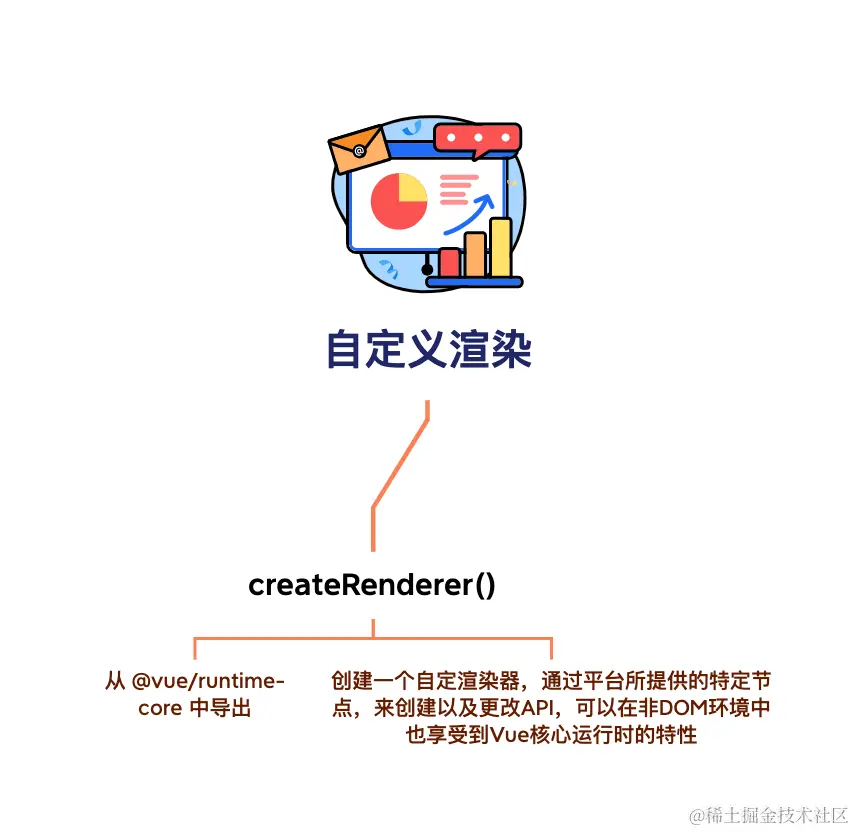 @
自定义渲染
createRenderer()
从 @vue/runtime-
core 中导出
创建一个自定渲染器，通过平台所提供的特定节
点，来创建以及更改API，可以在非DOM环境中
也享受到Vue核心运行时的特性
@稀土掘金技术社区